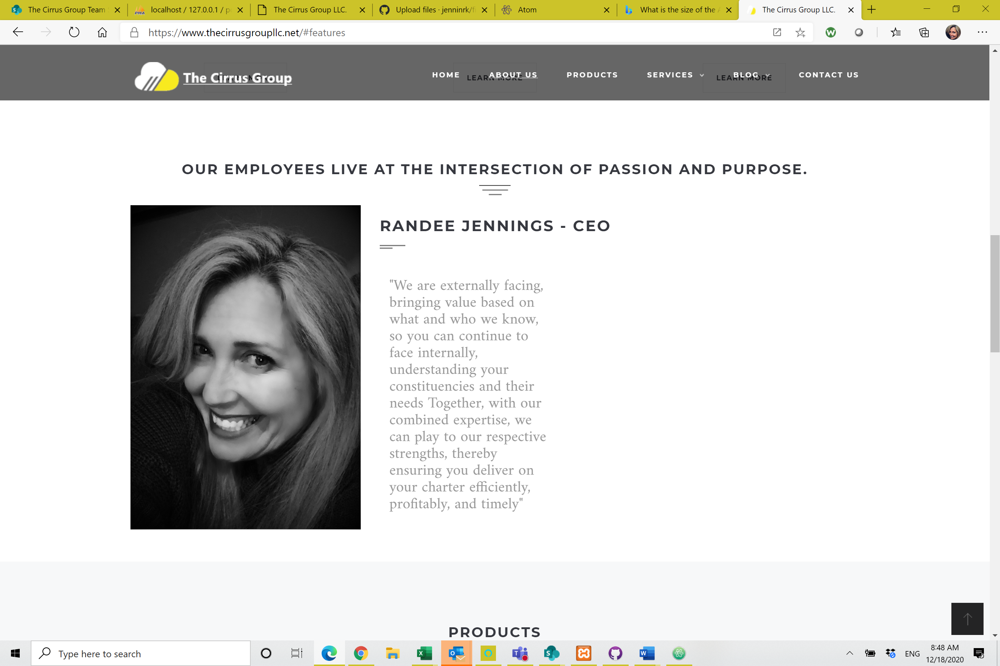 The Cirrus Group Team
localhost / 127.0.0.1 / p
The Cirrus Group LLC.
Upload files · jenninrk/f
Atom
What is the size of the
The Cirrus Group LLC.
https://www.thecirrusgroupllc.net/#features
The Cirrus Group
HOME
ABOUT US
PRODUCTS
SERVICES
BLOG
CONTACT US
LEARN MORE
LEARN MORE
OUR EMPLOYEES LIVE AT THE INTERSECTION OF PASSION AND PURPOSE.
RANDEE JENNINGS - CEO
"We are externally facing,
bringing value based on
what and who we know,
so you can continue to
face internally,
understanding your
constituencies and their
needs Together, with our
combined expertise, we
can play to our respective
strengths, thereby
ensuring you deliver on
your charter efficiently,
profitably, and timely"
PRODUCTS
Type here to search
ENG
8:48 AM
12/18/2020